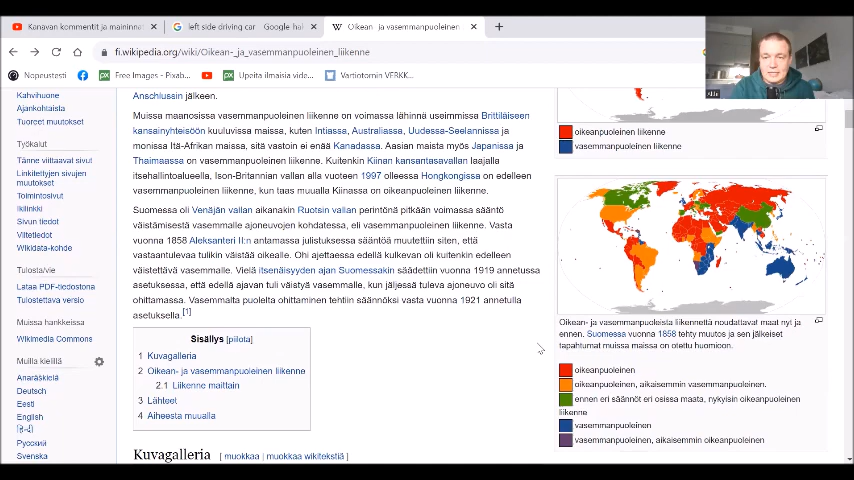 Kanavan kommentit ja maininnat
left side driving car - Google-hak
Oikean- ja vasemmanpuoleinen
fi.wikipedia.org/wiki/Oikean-_ja_vasemmanpuoleinen_liikenne
Nopeustesti
Free Images - Pixab...
Upeita ilmaisia vide...
Vartiotornin VERKK...
Ahti
Kahvihuone
Ajankohtaista
Tuoreet muutokset
Työkalut
Tänne viittaavat sivut
Linkitettyjen sivujen
muutokset
Toimintosivut
Ikilinkki
Sivun tiedot
Viitetiedot
Wikidata-kohde
Tulosta/vie
Lataa PDF-tiedostona
Tulostettava versio
Muissa hankkeissa
Wikimedia Commons
Muilla kielillä
Anarâškielâ
Deutsch
Eesti
English
हिन्दी
Русский
Svenska
Anschlussin jälkeen.
Muissa maanosissa vasemmanpuoleinen liikenne on voimassa lähinnä useimmissa Brittiläiseen
kansainyhteisöön kuuluvissa maissa, kuten Intiassa, Australiassa, Uudessa-Seelannissa ja
monissa Itä-Afrikan maissa, sitä vastoin ei enää Kanadassa. Aasian maista myös Japanissa ja
Thaimaassa on vasemmanpuoleinen liikenne. Kuitenkin Kiinan kansantasavallan laajalla
itsehallintoalueella, Ison-Britannian vallan alla vuoteen 1997 olleessa Hongkongissa on edelleen
vasemmanpuoleinen liikenne, kun taas muualla Kiinassa on oikeanpuoleinen liikenne.
Suomessa oli Venäjän vallan aikanakin Ruotsin vallan perintönä pitkään voimassa sääntö
väistämisestä vasemmalle ajoneuvojen kohdatessa, eli vasemmanpuoleinen liikenne. Vasta
vuonna 1858 Aleksanteri II:n antamassa julistuksessa sääntöä muutettiin siten, että
vastaantulevaa tulikin väistää oikealle. Ohi ajettaessa edellä kulkevan oli kuitenkin edelleen
väistettävä vasemmalle. Vielä itsenäisyyden ajan Suomessakin säädettiin vuonna 1919 annetussa
asetuksessa, että edellä ajavan tuli väistyä vasemmalle, kun jäljessä tuleva ajoneuvo oli sitä
ohittamassa. Vasemmalta puolelta ohittaminen tehtiin säännöksi vasta vuonna 1921 annetulla
asetuksella.[1]
Sisällys [piilota]
1 Kuvagalleria
2 Oikean- ja vasemmanpuoleinen liikenne
2.1 Liikenne maittain
3 Lähteet
4 Aiheesta muualla
Kuvagalleria [ muokkaa | muokkaa wikitekstiä ]
oikeanpuoleinen liikenne
vasemmanpuoleinen liikenne
Oikean- ja vasemmanpuoleista liikennettä noudattavat maat nyt ja
ennen. Suomessa vuonna 1858 tehty muutos ja sen jälkeiset
tapahtumat muissa maissa on otettu huomioon.
oikeanpuoleinen
oikeanpuoleinen, aikaisemmin vasemmanpuoleinen.
ennen eri säännöt eri osissa maata, nykyisin oikeanpuoleinen
liikenne
vasemmanpuoleinen
vasemmanpuoleinen, aikaisemmin oikeanpuoleinen